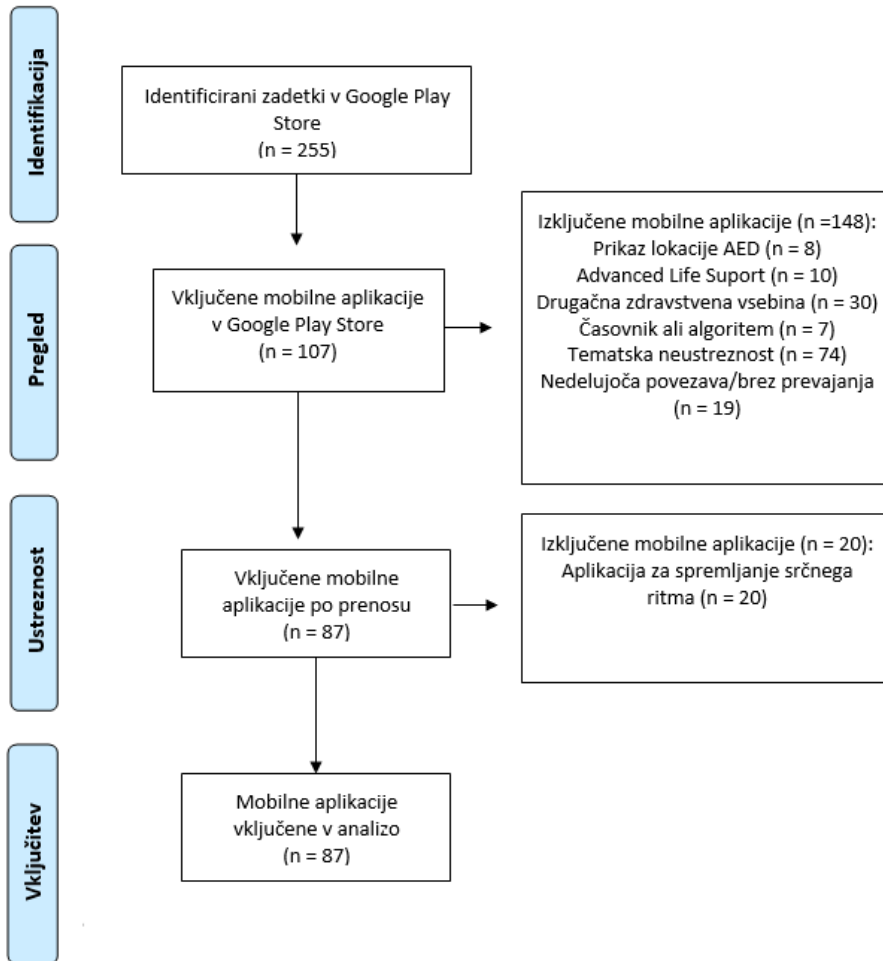 Identifikacija
Identificirani zadetki v Google Play
Store
(n = 255)
Pregled
Vključene mobilne aplikacije
v Google Play Store
(n = 107)
Izključene mobilne aplikacije (n =148):
Prikaz lokacije AED (n = 8)
Advanced Life Suport (n = 10)
Drugačna zdravstvena vsebina (n = 30)
Časovnik ali algoritem (n = 7)
Tematska neustreznost (n = 74)
Nedelujoča povezava/brez prevajanja
(n = 19)
Ustreznost
Vključene mobilne
aplikacije po prenosu
(n = 87)
Izključene mobilne aplikacije (n = 20):
Aplikacija za spremljanje srčnega
ritma (n = 20)
Vključitev
Mobilne aplikacije
vključene v analizo
(n = 87)